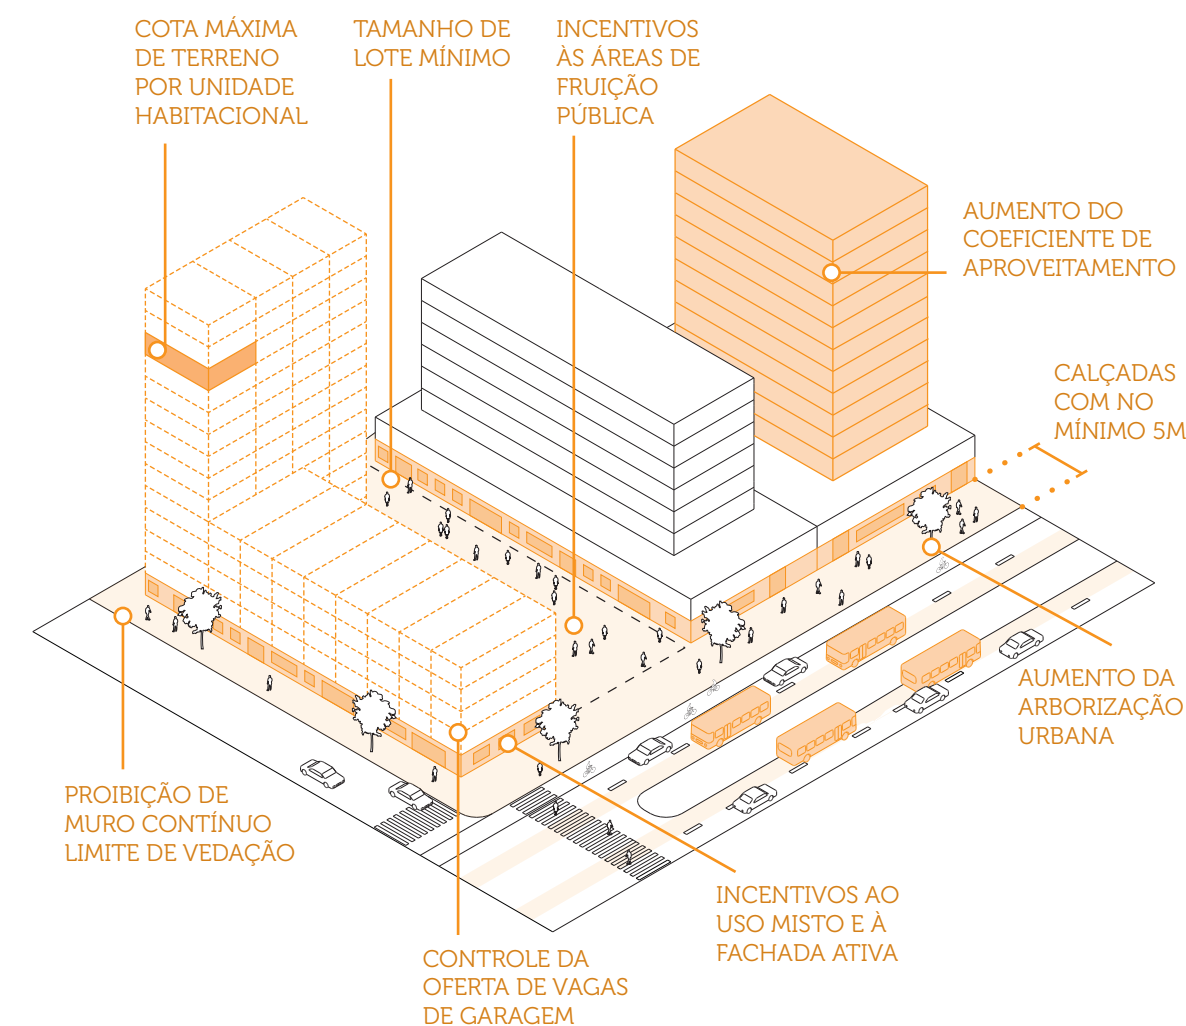 COTA MÁXIMA
DE TERRENO
POR UNIDADE
HABITACIONAL
TAMANHO DE
LOTE MÍNIMO
INCENTIVOS
ÀS ÁREAS DE
FRUIÇÃO
PÚBLICA
AUMENTO DO
COEFICIENTE DE
APROVEITAMENTO
CALÇADAS
COM NO
MÍNIMO 5M
AUMENTO DA
ARBORIZAÇÃO
URBANA
PROIBIÇÃO DE
MURO CONTÍNUO
LIMITE DE VEDAÇÃO
INCENTIVOS AO
USO MISTO E À
FACHADA ATIVA
CONTROLE DA
OFERTA DE VAGAS
DE GARAGEM